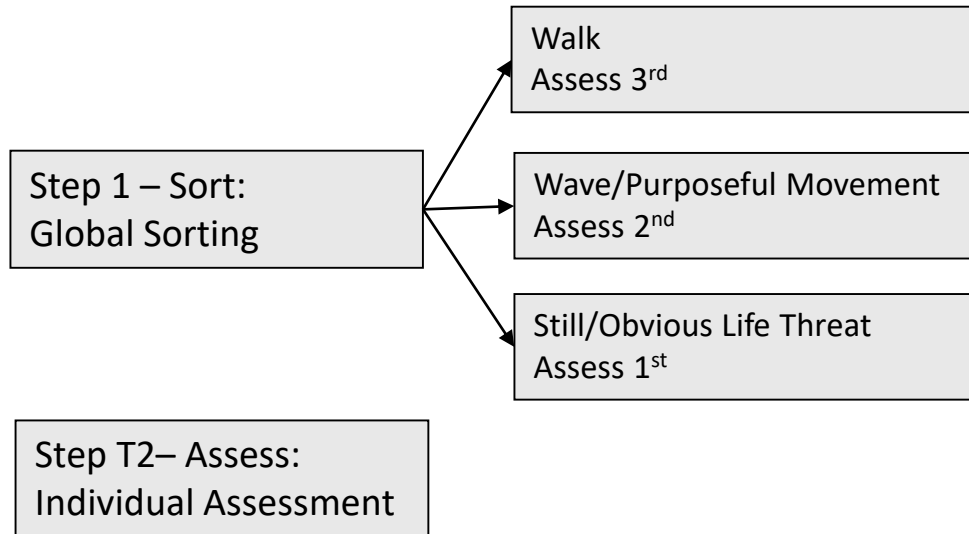 Walk
Assess 3rd
Step 1 – Sort:
Global Sorting
Wave/Purposeful Movement
Assess 2nd
Still/Obvious Life Threat
Assess 1st
Step T2– Assess:
Individual Assessment